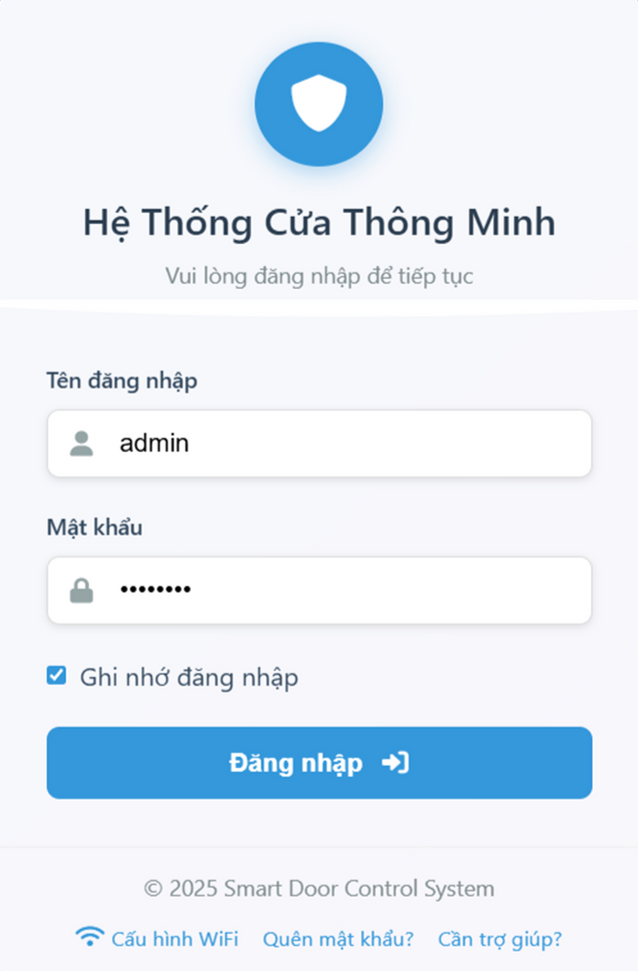 Hệ Thống Cửa Thông Minh
Vui lòng đăng nhập để tiếp tục
Tên đăng nhập
admin
Mật khẩu
••••••••
Ghi nhớ đăng nhập
Đăng nhập
© 2025 Smart Door Control System
Cấu hình WiFi Quên mật khẩu? Cần trợ giúp?